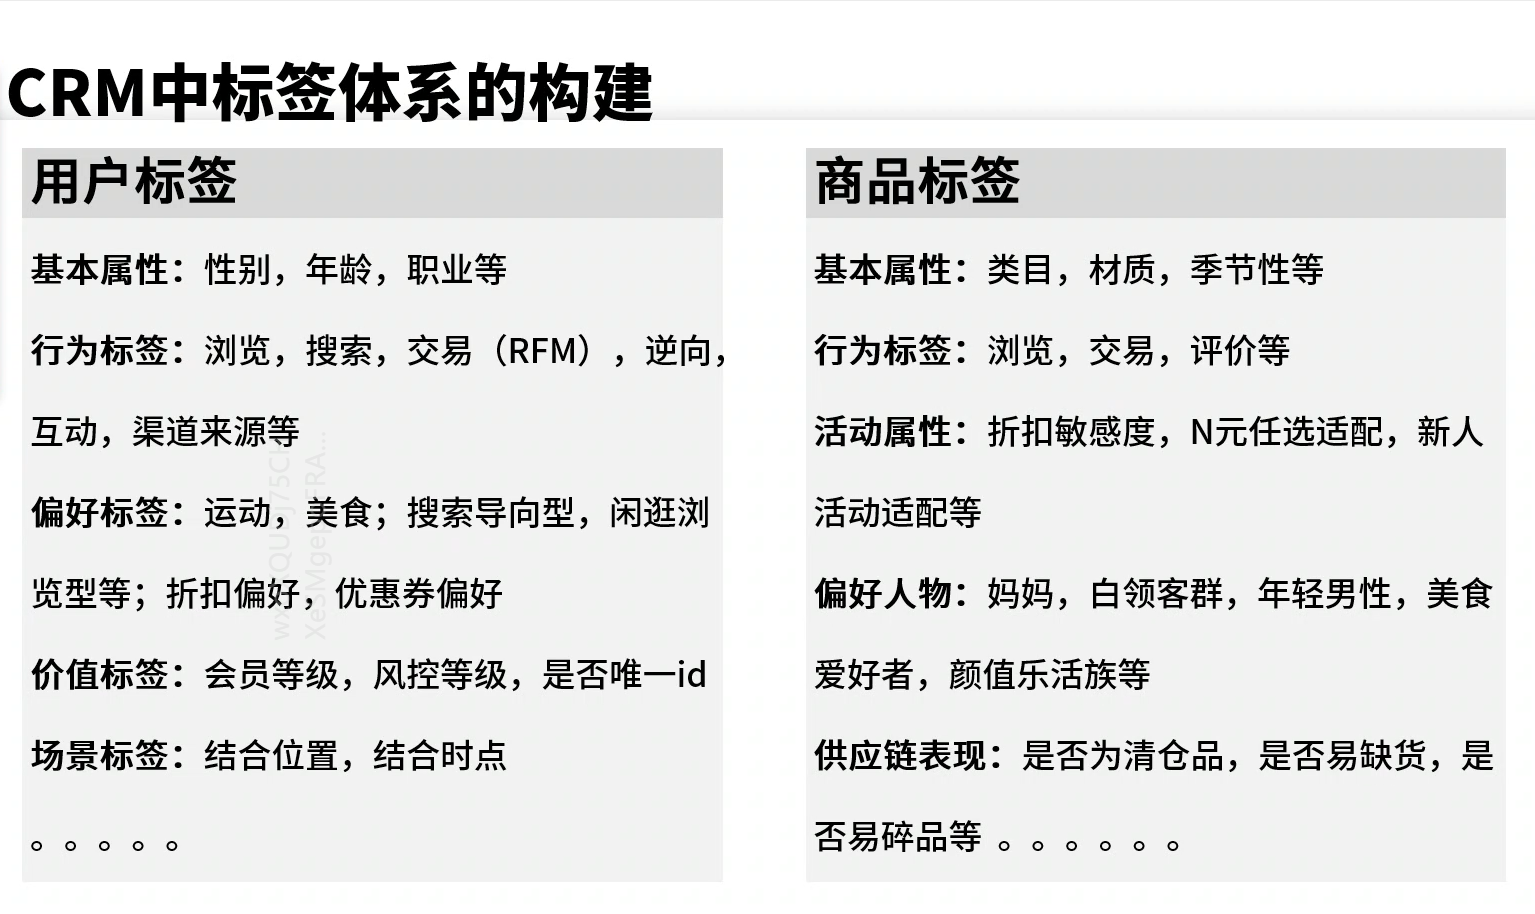 CRM中标签体系的构建
用户标签
基本属性：性别，年龄，职业等
行为标签：浏览，搜索，交易（RFM），逆向，
互动，渠道来源等
偏好标签：运动，美食；搜索导向型，闲逛浏
览型等；折扣偏好，优惠券偏好
价值标签：会员等级，风控等级，是否唯一id
场景标签：结合位置，结合时点
。。。。。
商品标签
基本属性：类目，材质，季节性等
行为标签：浏览，交易，评价等
活动属性：折扣敏感度，N元任选适配，新人
活动适配等
偏好人物：妈妈，白领客群，年轻男性，美食
爱好者，颜值乐活族等
供应链表现：是否为清仓品，是否易缺货，是
否易碎品等 。。。。。。